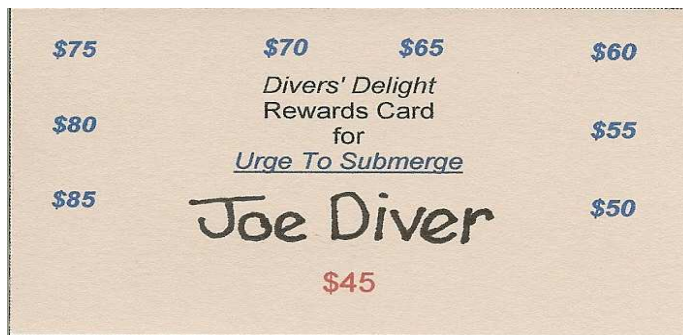 $75 $70 $65 $60
Divers' Delight
Rewards Card
$80 for $55
Urge To Submerge
$85 Joe Diver $50
$45